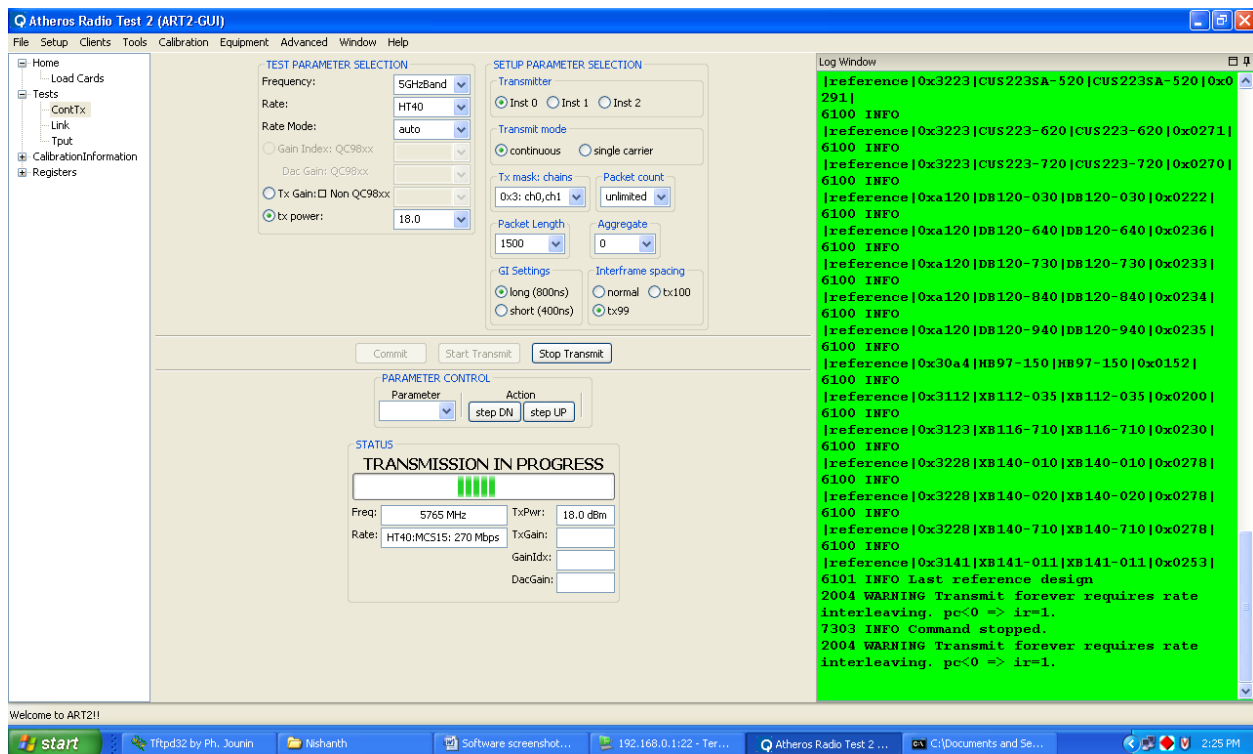 Atheros Radio Test 2 (ART2-GUI)
File Setup Clients Tools Calibration Equipment Advanced Window Help
Home
Load Cards
Tests
ContTx
Link
Tput
CalibrationInformation
Registers
TEST PARAMETER SELECTION
Frequency: 5GHzBand
Rate: HT40
Rate Mode: auto
Gain Index: QC98xx
Dac Gain: QC98xx
Tx Gain: Non QC98xx
tx power: 18.0
SETUP PARAMETER SELECTION
Transmitter
Inst 0 Inst 1 Inst 2
Transmit mode
continuous single carrier
Tx mask: chains Packet count
0x3: ch0,ch1 unlimited
Packet Length Aggregate
1500 0
GI Settings Interframe spacing
long (800ns) normal tx100
short (400ns) tx99
Commit Start Transmit Stop Transmit
PARAMETER CONTROL
Parameter Action
step DN step UP
STATUS
TRANSMISSION IN PROGRESS
Freq: 5765 MHz TxPwr: 18.0 dBm
Rate: HT40:MCS15: 270 Mbps TxGain:
GainIdx:
DacGain:
Log Window
|reference|0x3223|CUS223SA-520|CUS223SA-520|0x0
291|
6100 INFO
|reference|0x3223|CUS223-620|CUS223-620|0x0271|
6100 INFO
|reference|0x3223|CUS223-720|CUS223-720|0x0270|
6100 INFO
|reference|0xa120|DB120-030|DB120-030|0x0222|
6100 INFO
|reference|0xa120|DB120-640|DB120-640|0x0236|
6100 INFO
|reference|0xa120|DB120-730|DB120-730|0x0233|
6100 INFO
|reference|0xa120|DB120-840|DB120-840|0x0234|
6100 INFO
|reference|0xa120|DB120-940|DB120-940|0x0235|
6100 INFO
|reference|0x30a4|HB97-150|HB97-150|0x0152|
6100 INFO
|reference|0x3112|XB112-035|XB112-035|0x0200|
6100 INFO
|reference|0x3123|XB116-710|XB116-710|0x0230|
6100 INFO
|reference|0x3228|XB140-010|XB140-010|0x0278|
6100 INFO
|reference|0x3228|XB140-020|XB140-020|0x0278|
6100 INFO
|reference|0x3228|XB140-710|XB140-710|0x0278|
6100 INFO
|reference|0x3141|XB141-011|XB141-011|0x0253|
6101 INFO Last reference design
2004 WARNING Transmit forever requires rate
interleaving. pc<0 => ir=1.
7303 INFO Command stopped.
2004 WARNING Transmit forever requires rate
interleaving. pc<0 => ir=1.
Welcome to ART2!!
start Tftpd32 by Ph. Jounin Nishanth Software screenshot... 192.168.0.1:22 - Ter... Atheros Radio Test 2 ... C:\Documents and Se... 2:25 PM